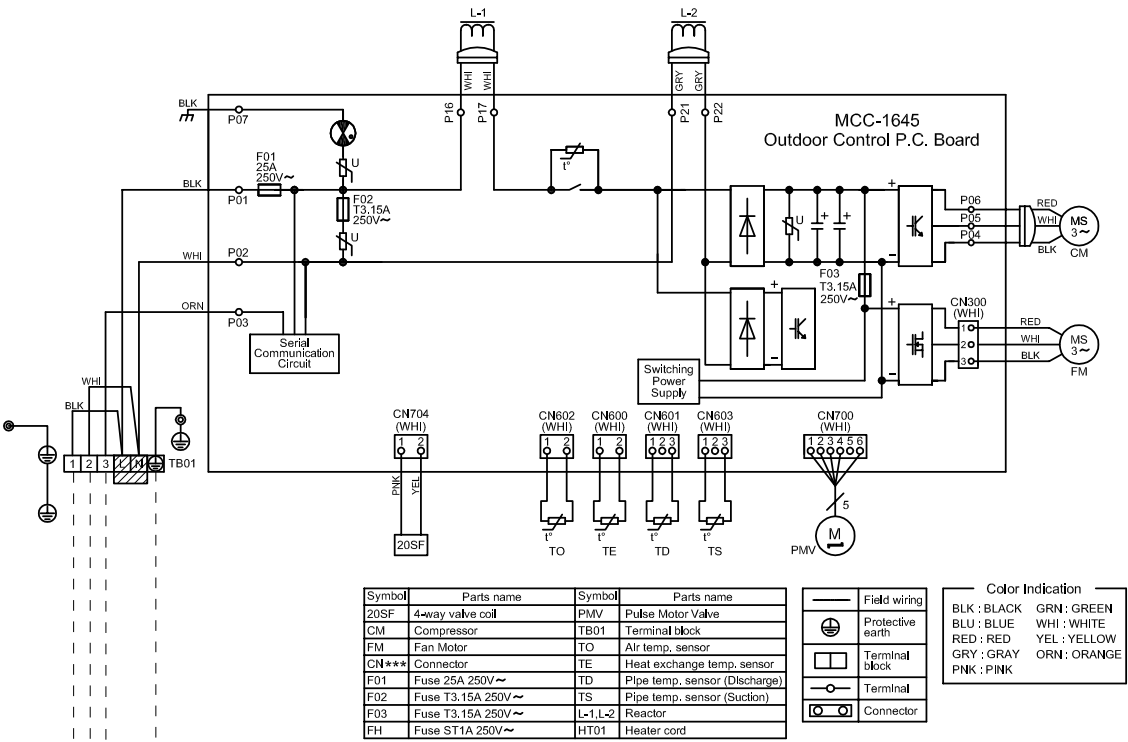 L-1
L-2
WHI
WHI
GRY
GRY
BLK
P07
P16
P17
P21
P22
MCC-1645
Outdoor Control P.C. Board
F01
25A
250V~
U
t°
BLK
P01
F02
T3.15A
250V~
U
U
+
+
+
P06
RED
P05
WHI
MS
3~
P04
BLK
CM
WHI
P02
−
F03
T3.15A
250V~
ORN
P03
+
−
+
−
CN300
(WHI)
1
RED
2
WHI
MS
3~
3
BLK
FM
Serial
Communication
Circuit
Switching
Power
Supply
WHI
BLK
1 2 3 L N
TB01
CN704
(WHI)
1 2
CN602
(WHI)
1 2
CN600
(WHI)
1 2
CN601
(WHI)
1 2 3
CN603
(WHI)
1 2 3
CN700
(WHI)
1 2 3 4 5 6
PNK
YEL
20SF
t°
TO
t°
TE
t°
TD
t°
TS
5
M
PMV
Symbol Parts name Symbol Parts name
20SF 4-way valve coil PMV Pulse Motor Valve
CM Compressor TB01 Terminal block
FM Fan Motor TO Air temp. sensor
CN*** Connector TE Heat exchange temp. sensor
F01 Fuse 25A 250V~ TD Pipe temp. sensor (Discharge)
F02 Fuse T3.15A 250V~ TS Pipe temp. sensor (Suction)
F03 Fuse T3.15A 250V~ L-1,L-2 Reactor
FH Fuse ST1A 250V~ HT01 Heater cord
Field wiring
Protective
earth
Terminal
block
Terminal
Connector
Color Indication
BLK : BLACK GRN : GREEN
BLU : BLUE WHI : WHITE
RED : RED YEL : YELLOW
GRY : GRAY ORN : ORANGE
PNK : PINK